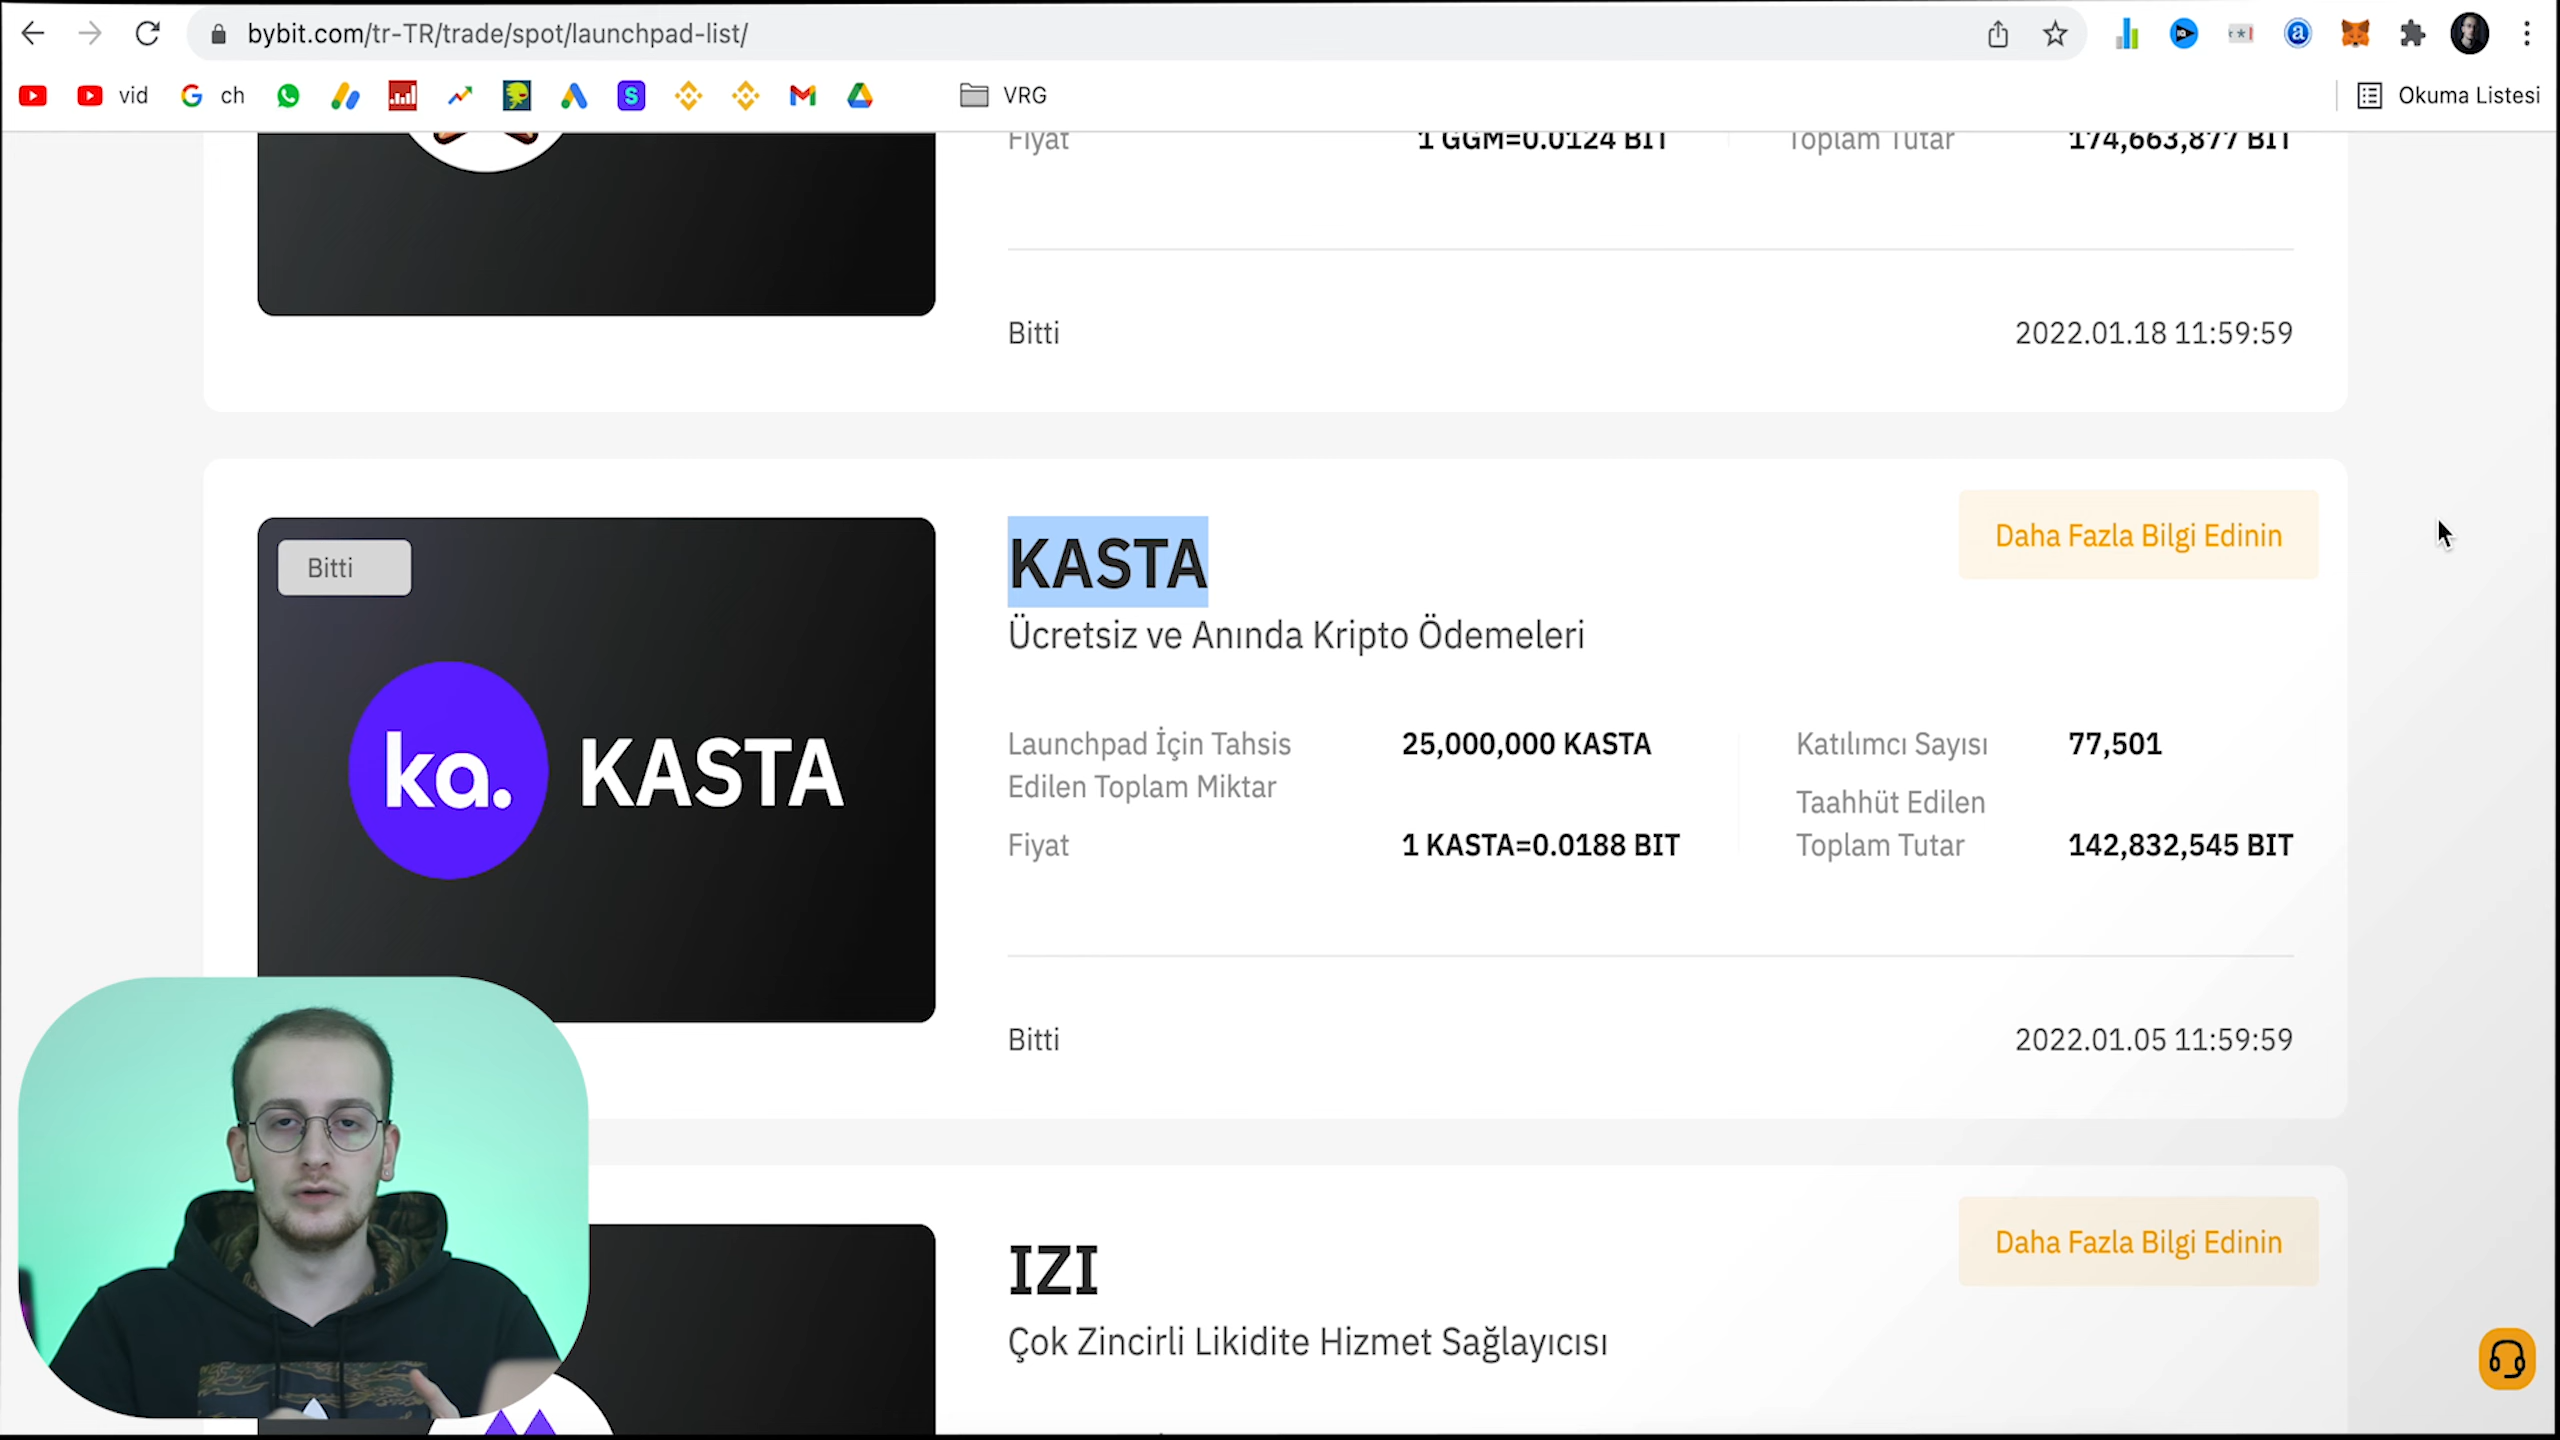 bybit.com/tr-TR/trade/spot/launchpad-list/
vid
ch
VRG
Okuma Listesi
Fiyat
1 GGM=0.0124 BIT
Toplam Tutar
174,663,877 BIT
Bitti
2022.01.18 11:59:59
Bitti
ka. KASTA
KASTA
Daha Fazla Bilgi Edinin
Ücretsiz ve Anında Kripto Ödemeleri
Launchpad İçin Tahsis
Edilen Toplam Miktar
25,000,000 KASTA
Katılımcı Sayısı
77,501
Fiyat
1 KASTA=0.0188 BIT
Taahhüt Edilen
Toplam Tutar
142,832,545 BIT
Bitti
2022.01.05 11:59:59
IZI
Daha Fazla Bilgi Edinin
Çok Zincirli Likidite Hizmet Sağlayıcısı